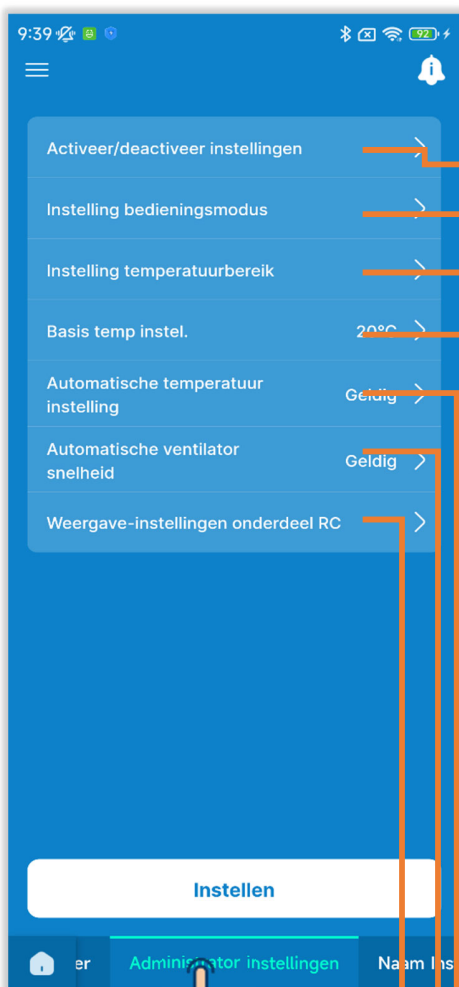 9:39
92
Activeer/deactiveer instellingen
Instelling bedieningsmodus
Instelling temperatuurbereik
Basis temp instel. 20°C
Automatische temperatuur
instelling
Geldig
Automatische ventilator
snelheid
Geldig
Weergave-instellingen onderdeel RC
Instellen
er Administrator instellingen Naam Ins